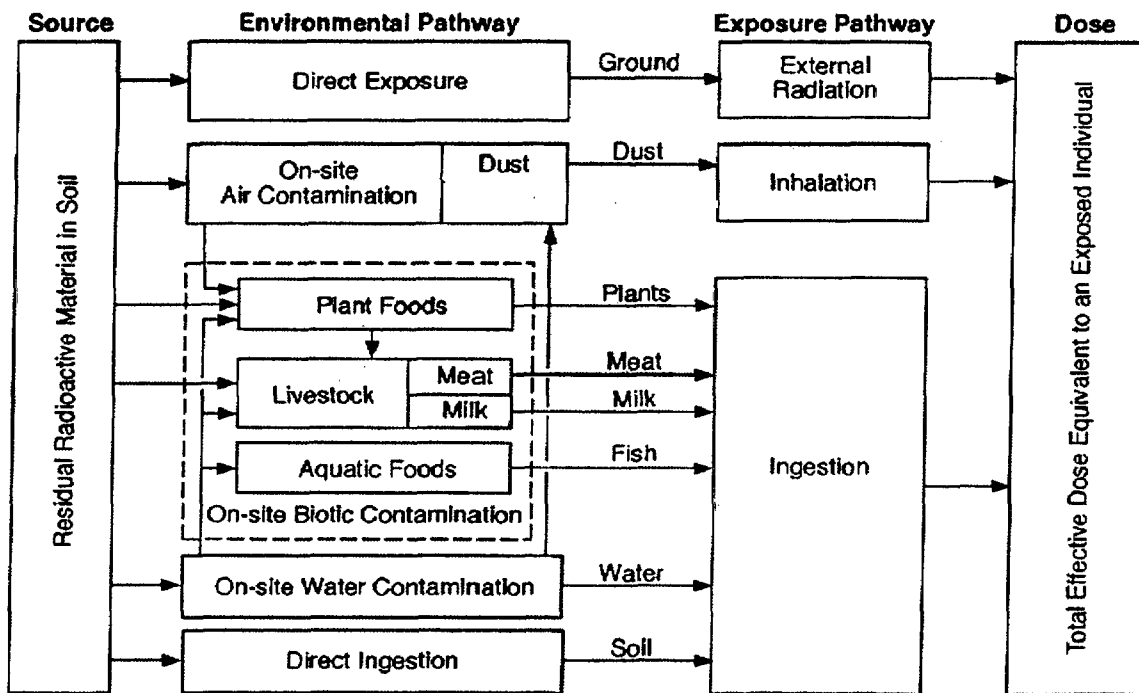 Source
Environmental Pathway
Exposure Pathway
Dose
Residual Radioactive Material in Soil
Direct Exposure
Ground
External
Radiation
On-site
Air Contamination
Dust
Dust
Inhalation
Plant Foods
Plants
Livestock
Meat
Milk
Meat
Milk
Aquatic Foods
Fish
On-site Biotic Contamination
Ingestion
On-site Water Contamination
Water
Direct Ingestion
Soil
Total Effective Dose Equivalent to an Exposed Individual